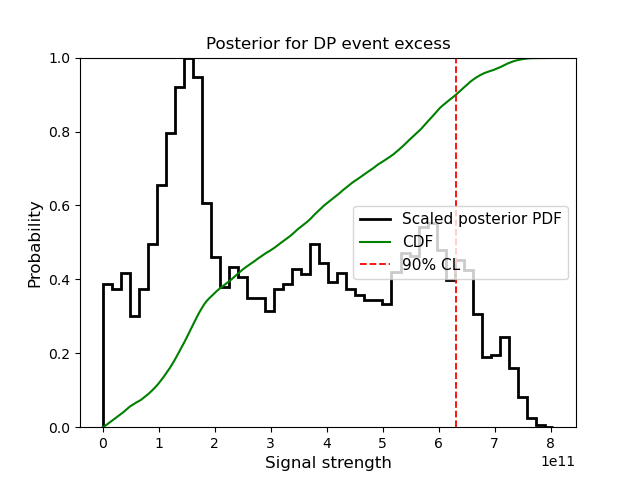 Posterior for DP event excess
Probability
1.0
0.8
0.6
0.4
0.2
0.0
Scaled posterior PDF
CDF
90% CL
0 1 2 3 4 5 6 7 8
1e11
Signal strength